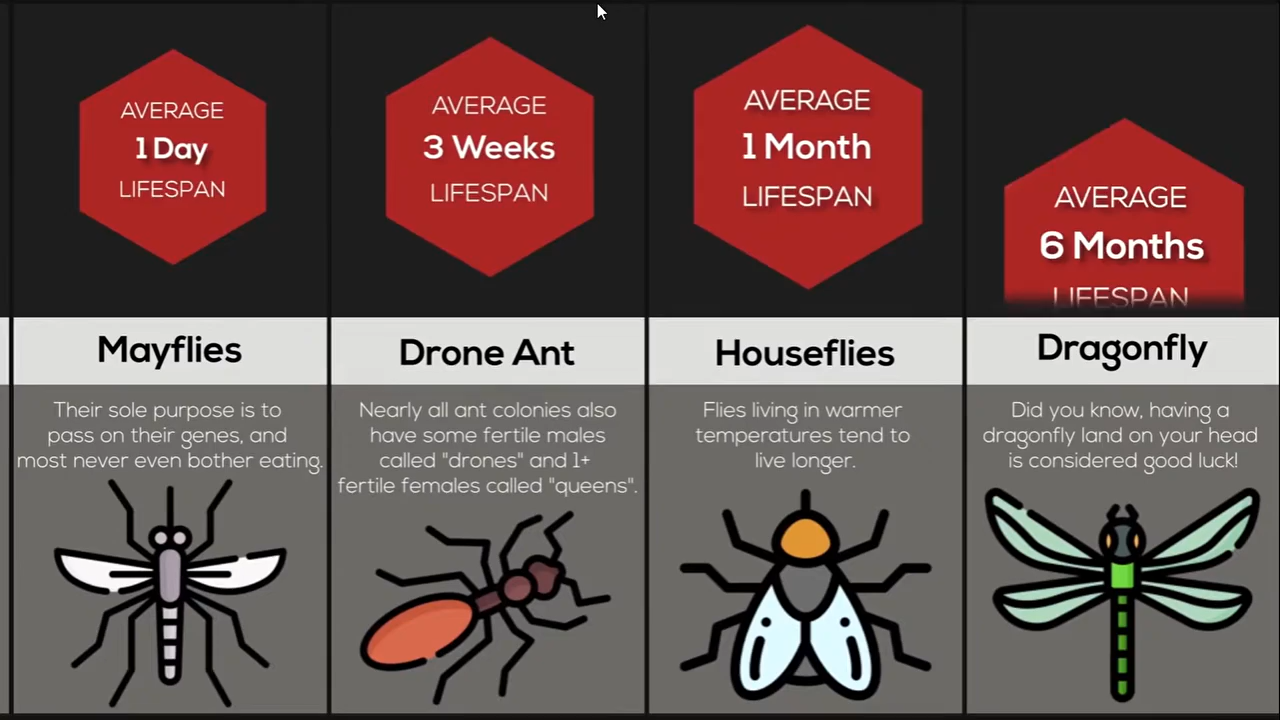 AVERAGE
1 Day
LIFESPAN
Mayflies
Their sole purpose is to
pass on their genes, and
most never even bother eating.
AVERAGE
3 Weeks
LIFESPAN
Drone Ant
Nearly all ant colonies also
have some fertile males
called "drones" and 1+
fertile females called "queens".
AVERAGE
1 Month
LIFESPAN
Houseflies
Flies living in warmer
temperatures tend to
live longer.
AVERAGE
6 Months
LIFESPAN
Dragonfly
Did you know, having a
dragonfly land on your head
is considered good luck!